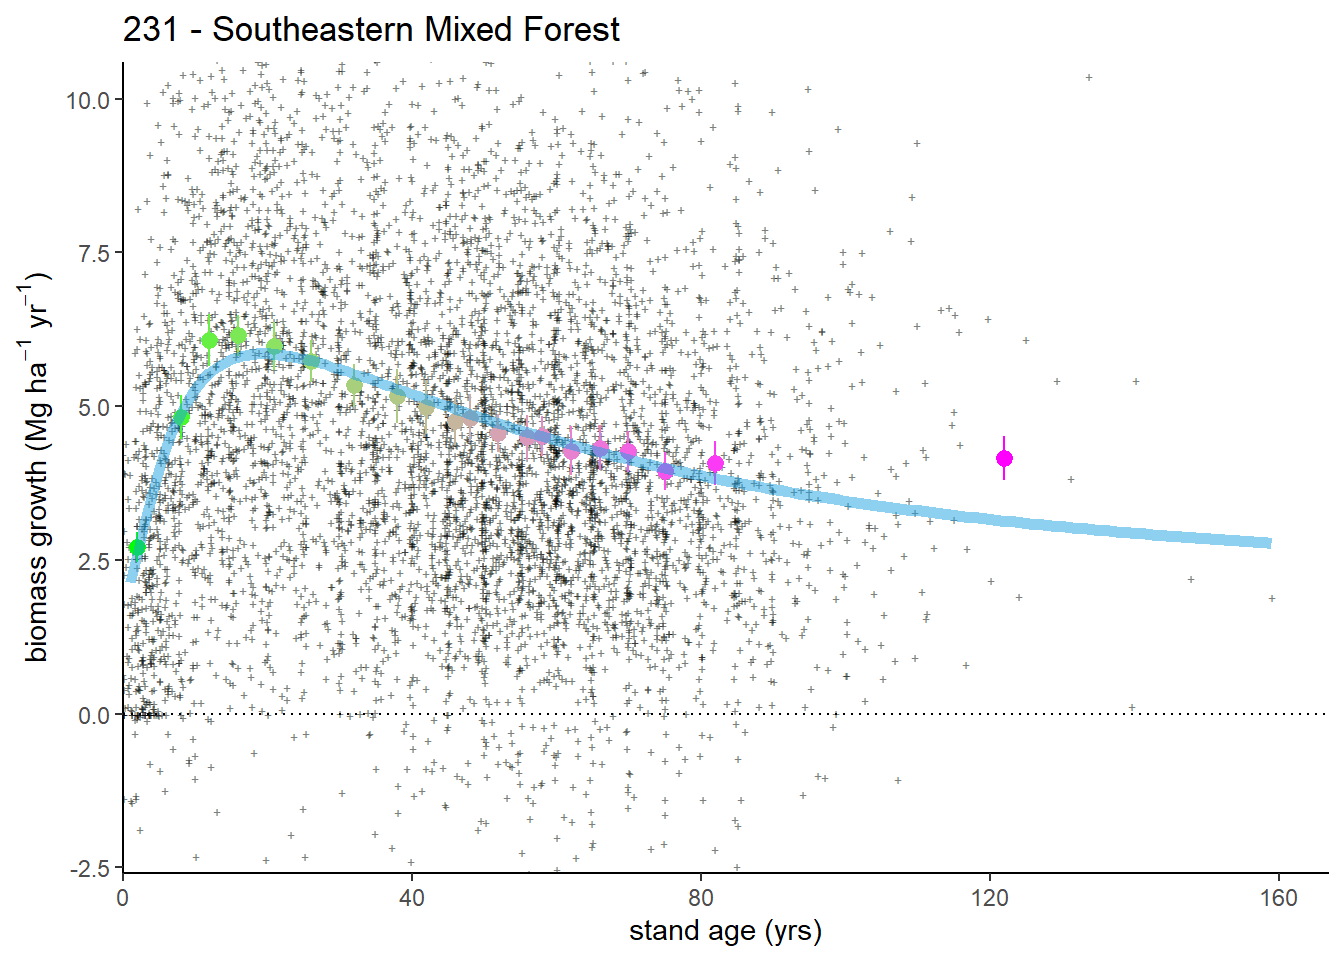 231 - Southeastern Mixed Forest
biomass growth (Mg ha⁻¹ yr⁻¹)
10.0
7.5
5.0
2.5
0.0
-2.5
0 40 80 120 160
stand age (yrs)